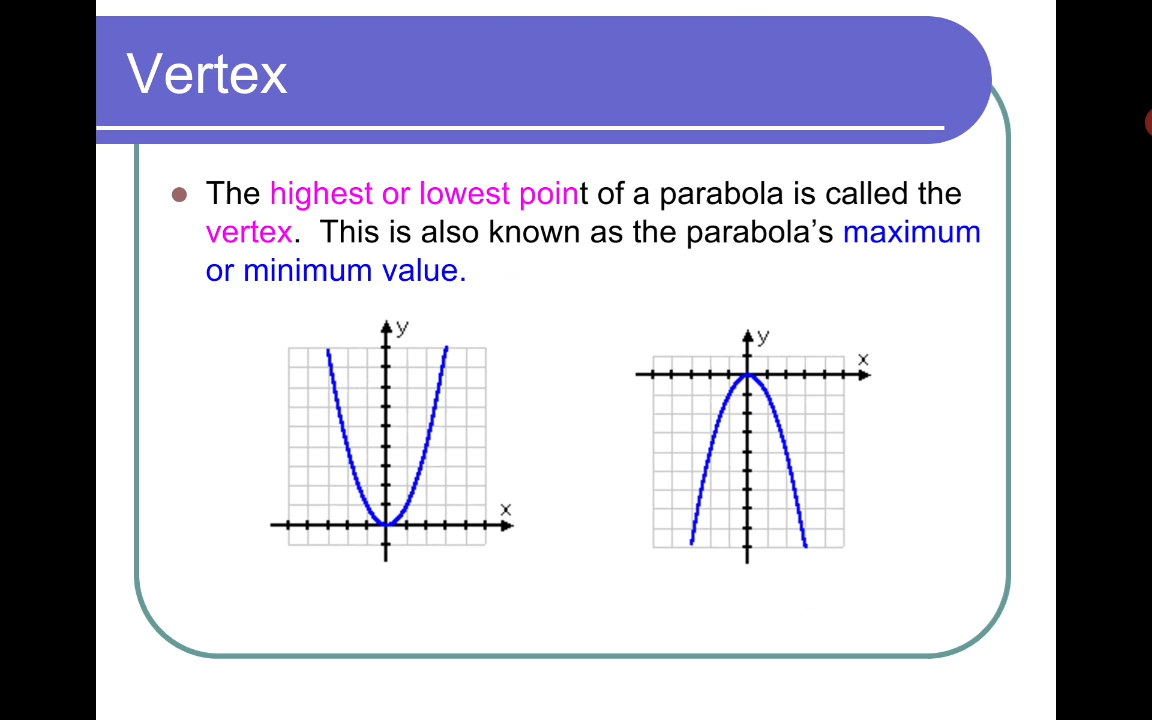 Vertex
The highest or lowest point of a parabola is called the
vertex.  This is also known as the parabola’s maximum
or minimum value.
y
x
y
x